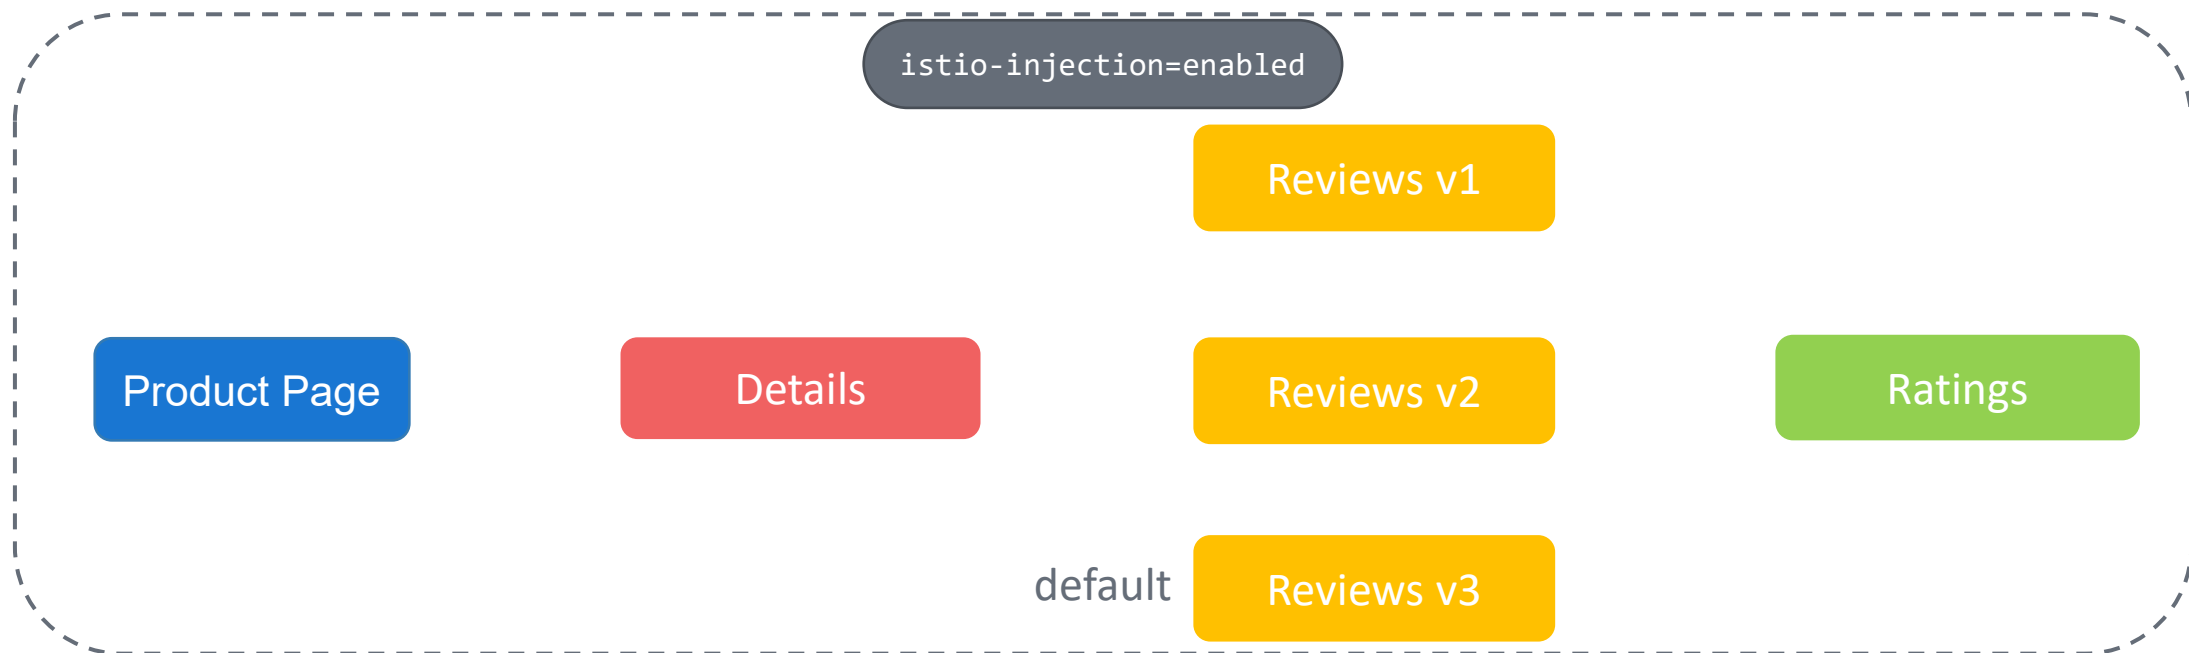 istio-injection=enabled
Reviews v1
Product Page
Details
Reviews v2
Ratings
default
Reviews v3